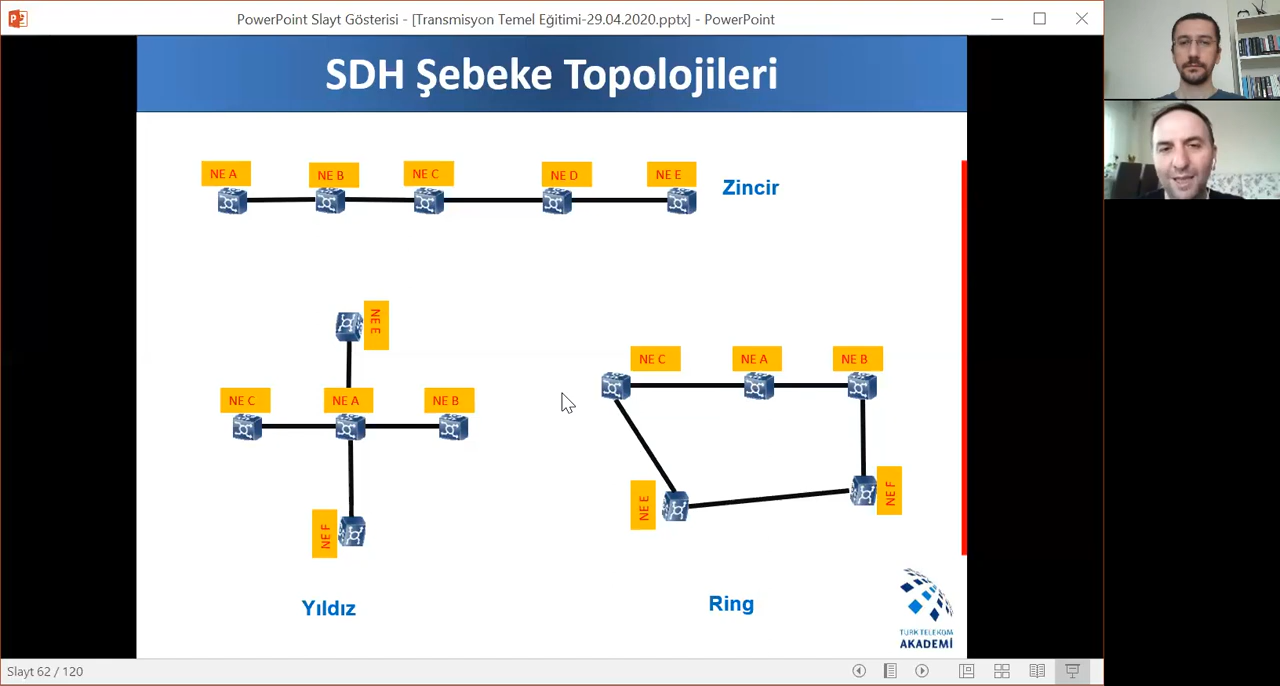 PowerPoint Slayt Gösterisi - [Transmisyon Temel Eğitimi-29.04.2020.pptx] - PowerPoint
SDH Şebeke Topolojileri
NE A
NE B
NE C
NE D
NE E
Zincir
NE E
NE C
NE A
NE B
NE F
Yıldız
NE C
NE A
NE B
NE E
NE F
Ring
TÜRK TELEKOM
AKADEMİ
Slayt 62 / 120